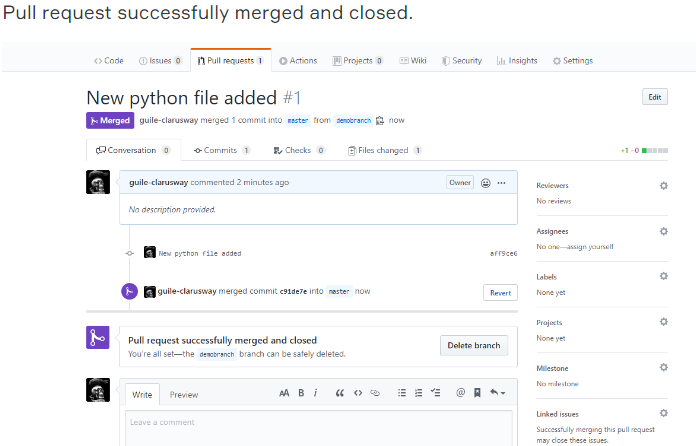 Pull request successfully merged and closed.
Code Issues 0 Pull requests 1 Actions Projects 0 Wiki Security Insights Settings
New python file added #1
Edit
Merged guile-clarusway merged 1 commit into master from demobranch now
Conversation 0 Commits 1 Checks 0 Files changed 1 +1 −0
guile-clarusway commented 2 minutes ago Owner
No description provided.
New python file added aff9ce6
guile-clarusway merged commit c91de7e into master now Revert
Pull request successfully merged and closed
You're all set—the demobranch branch can be safely deleted.
Delete branch
Write Preview AA B i
Leave a comment
Reviewers
No reviews
Assignees
No one—assign yourself
Labels
None yet
Projects
None yet
Milestone
No milestone
Linked issues
Successfully merging this pull request
may close these issues.